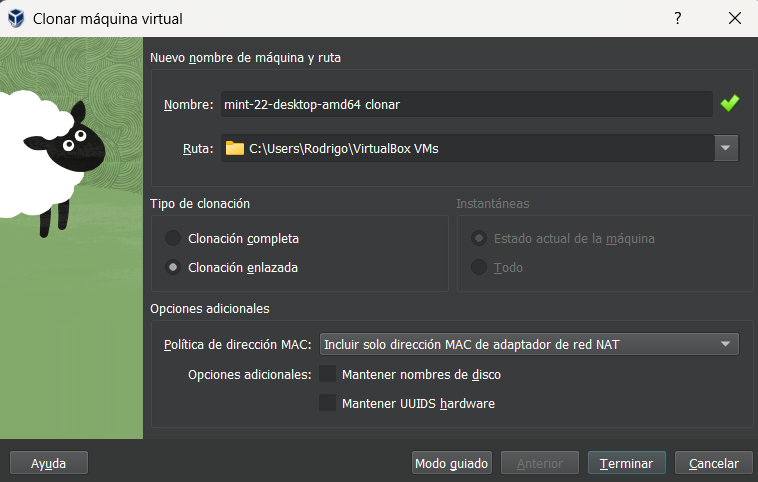 Clonar máquina virtual
?
Nuevo nombre de máquina y ruta
Nombre: mint-22-desktop-amd64 clonar
Ruta: C:\Users\Rodrigo\VirtualBox VMs
Tipo de clonación
Clonación completa
Clonación enlazada
Instantáneas
Estado actual de la máquina
Todo
Opciones adicionales
Política de dirección MAC: Incluir solo dirección MAC de adaptador de red NAT
Opciones adicionales: Mantener nombres de disco
Mantener UUIDS hardware
Ayuda Modo guiado Anterior Terminar Cancelar